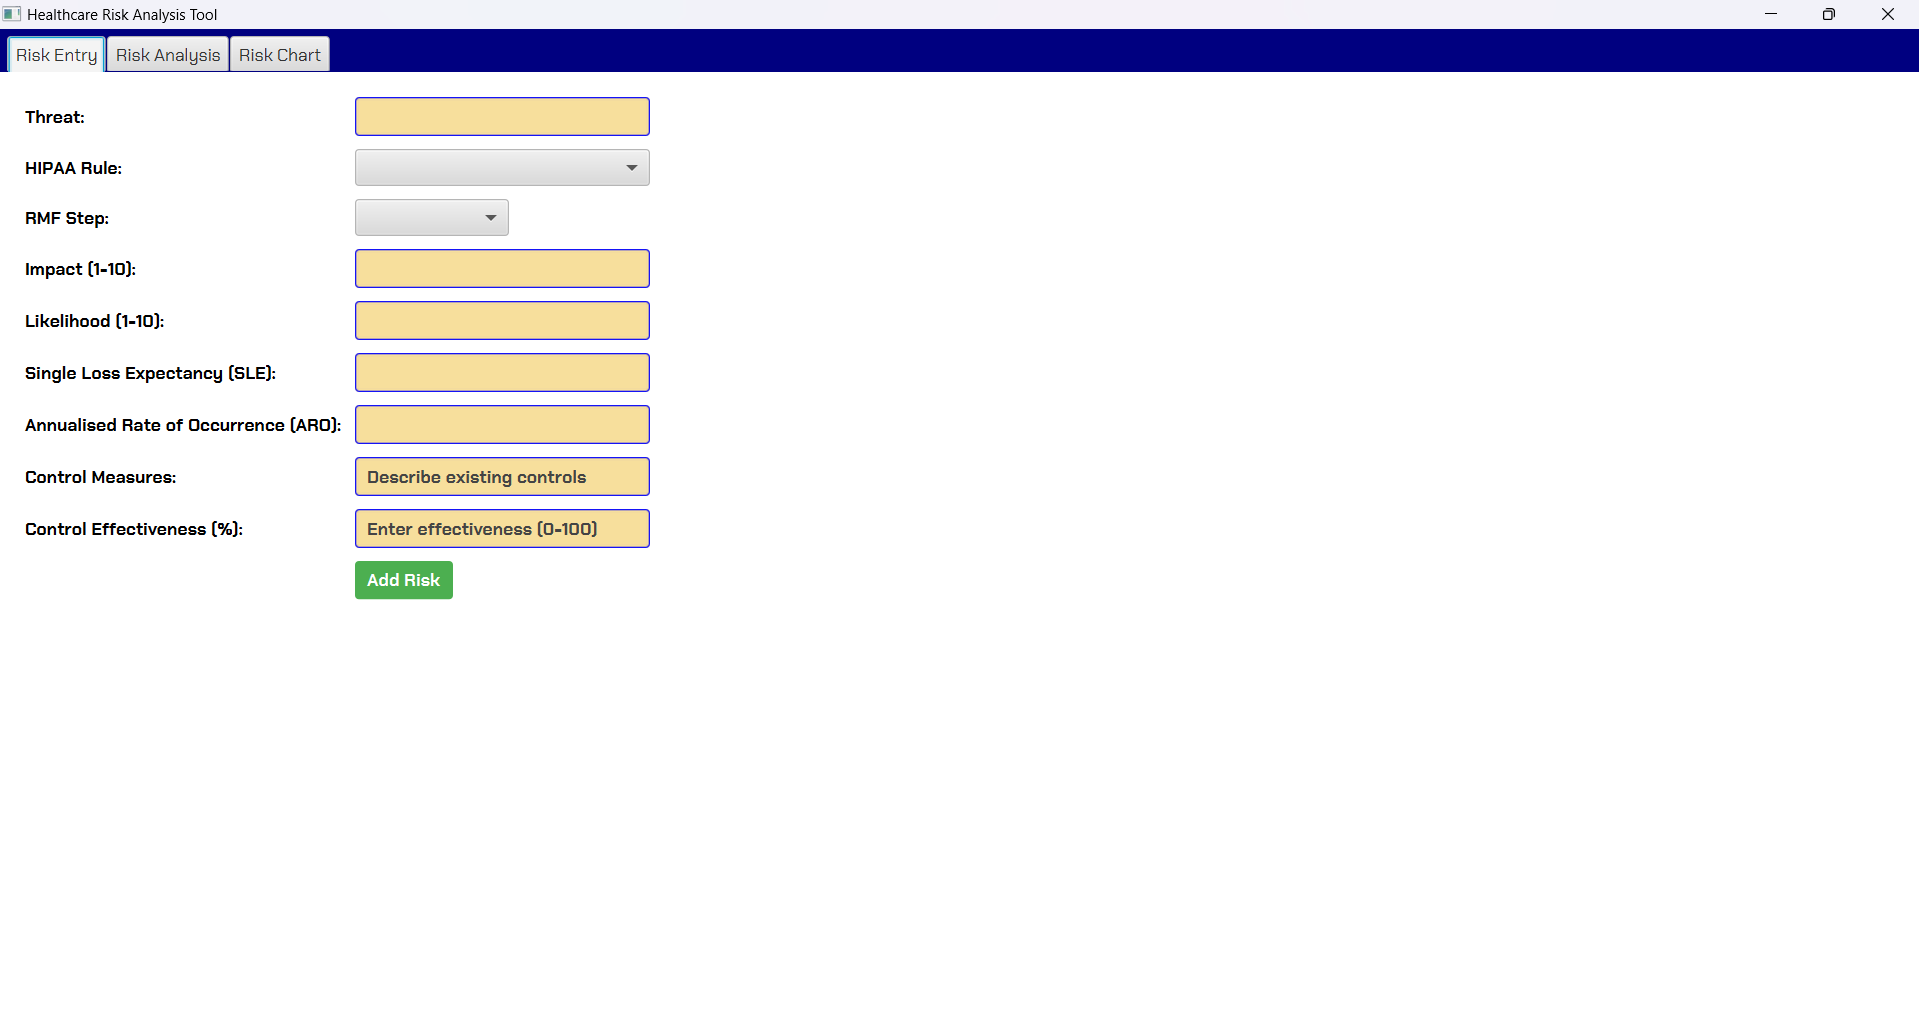 Healthcare Risk Analysis Tool
Risk Entry Risk Analysis Risk Chart
Threat:
HIPAA Rule:
RMF Step:
Impact (1-10):
Likelihood (1-10):
Single Loss Expectancy (SLE):
Annualised Rate of Occurrence (ARO):
Control Measures: Describe existing controls
Control Effectiveness (%): Enter effectiveness (0-100)
Add Risk